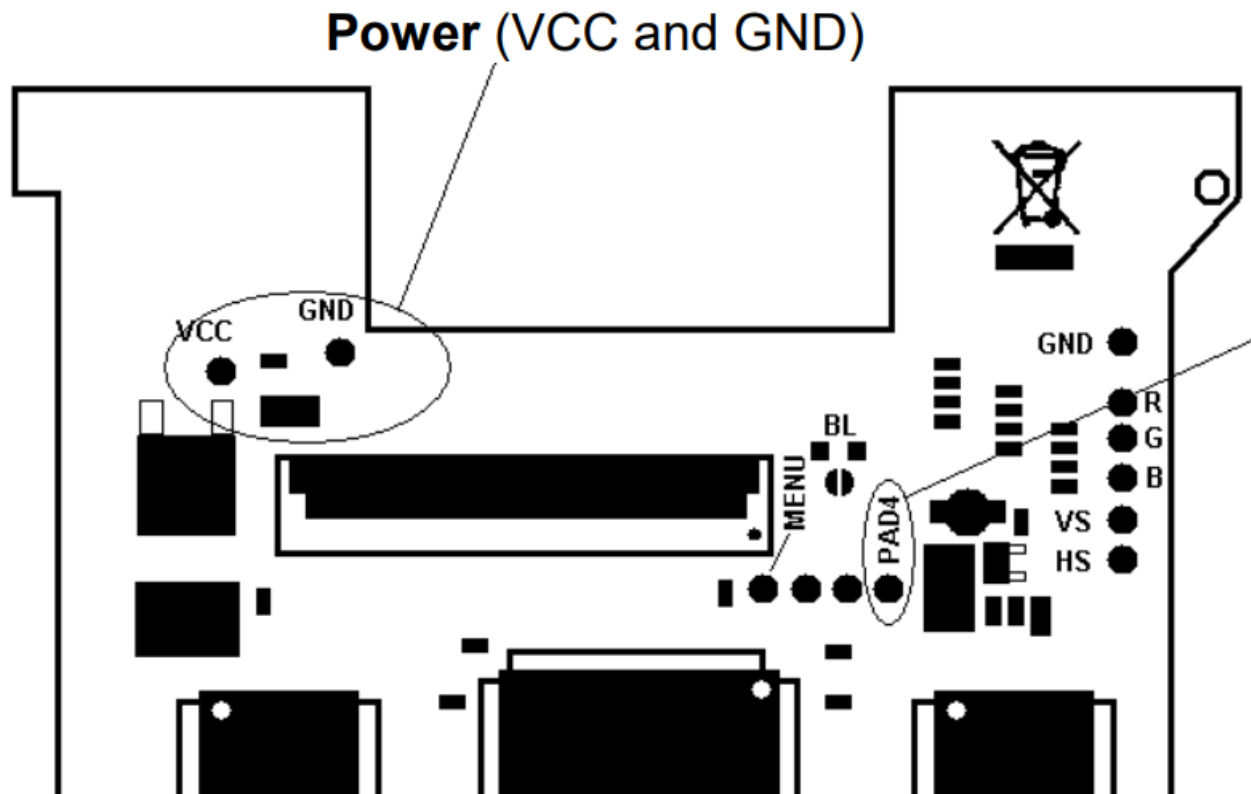 Power (VCC and GND)
GND
VCC
GND
R
G
B
VS
HS
BL
MENU
PAD4